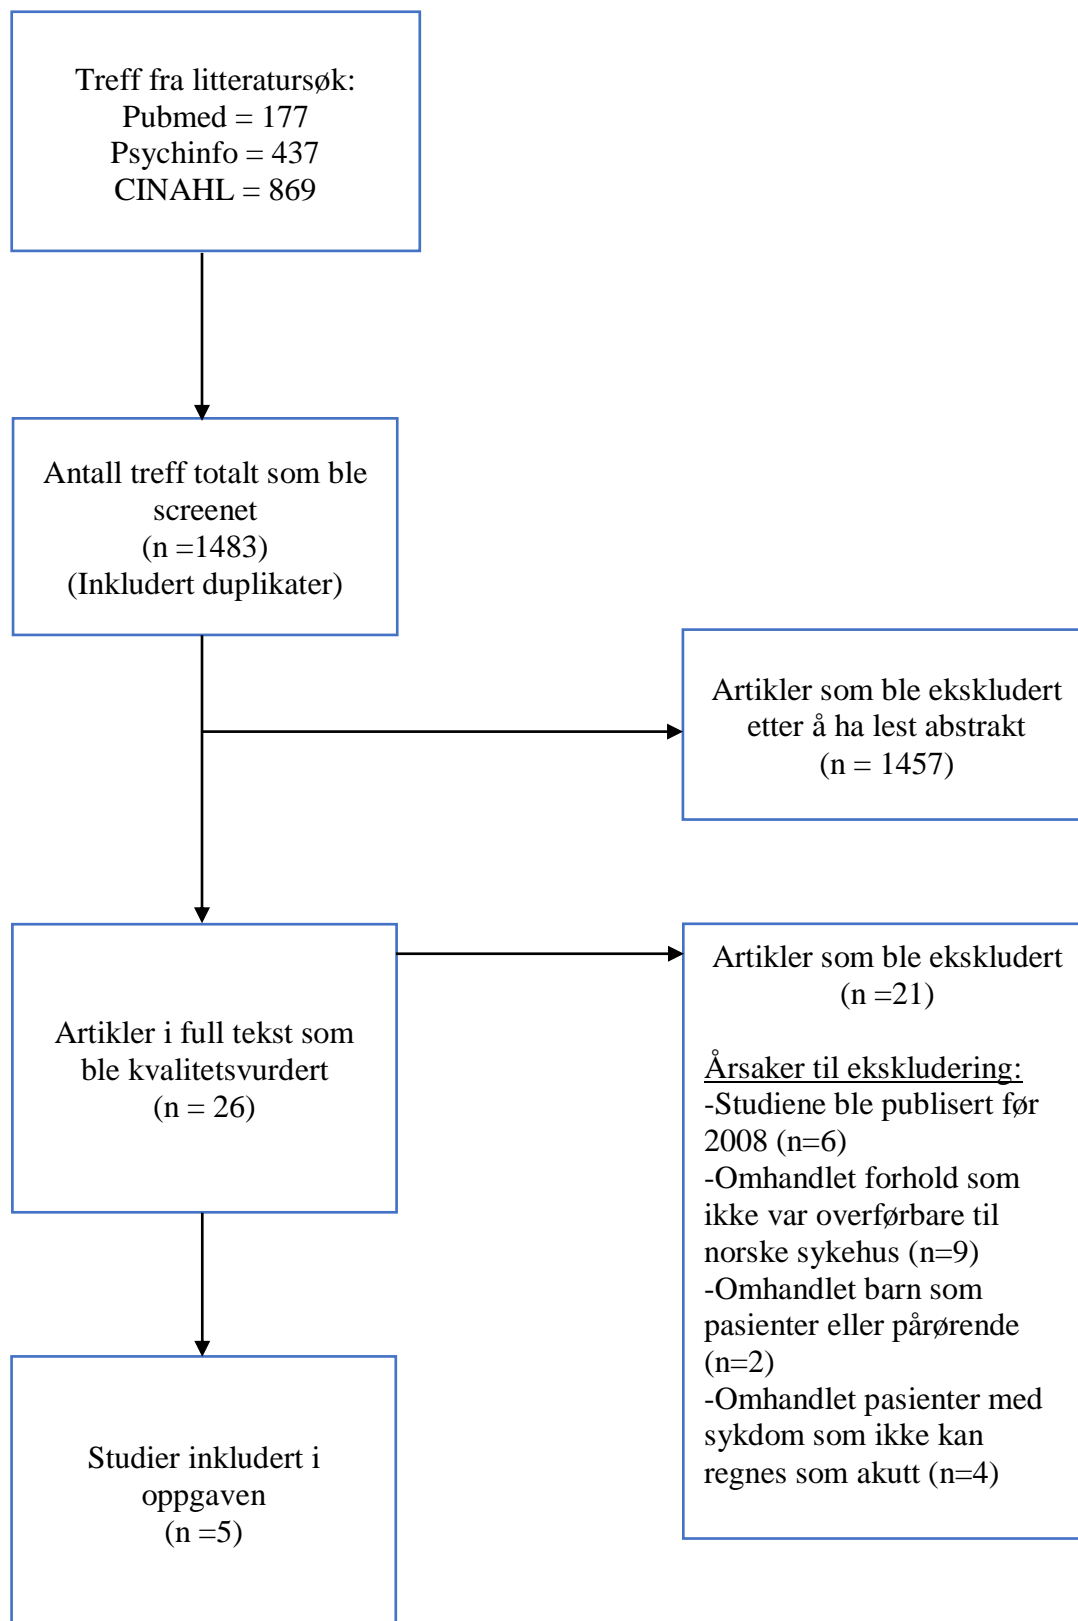 Treff fra litteratursøk:
Pubmed = 177
Psychinfo = 437
CINAHL = 869
Antall treff totalt som ble
screenet
(n =1483)
(Inkludert duplikater)
Artikler som ble ekskludert
etter å ha lest abstrakt
(n = 1457)
Artikler i full tekst som
ble kvalitetsvurdert
(n = 26)
Artikler som ble ekskludert
(n =21)
Årsaker til ekskludering:
-Studiene ble publisert før
2008 (n=6)
-Omhandlet forhold som
ikke var overførbare til
norske sykehus (n=9)
-Omhandlet barn som
pasienter eller pårørende
(n=2)
-Omhandlet pasienter med
sykdom som ikke kan
regnes som akutt (n=4)
Studier inkludert i
oppgaven
(n =5)